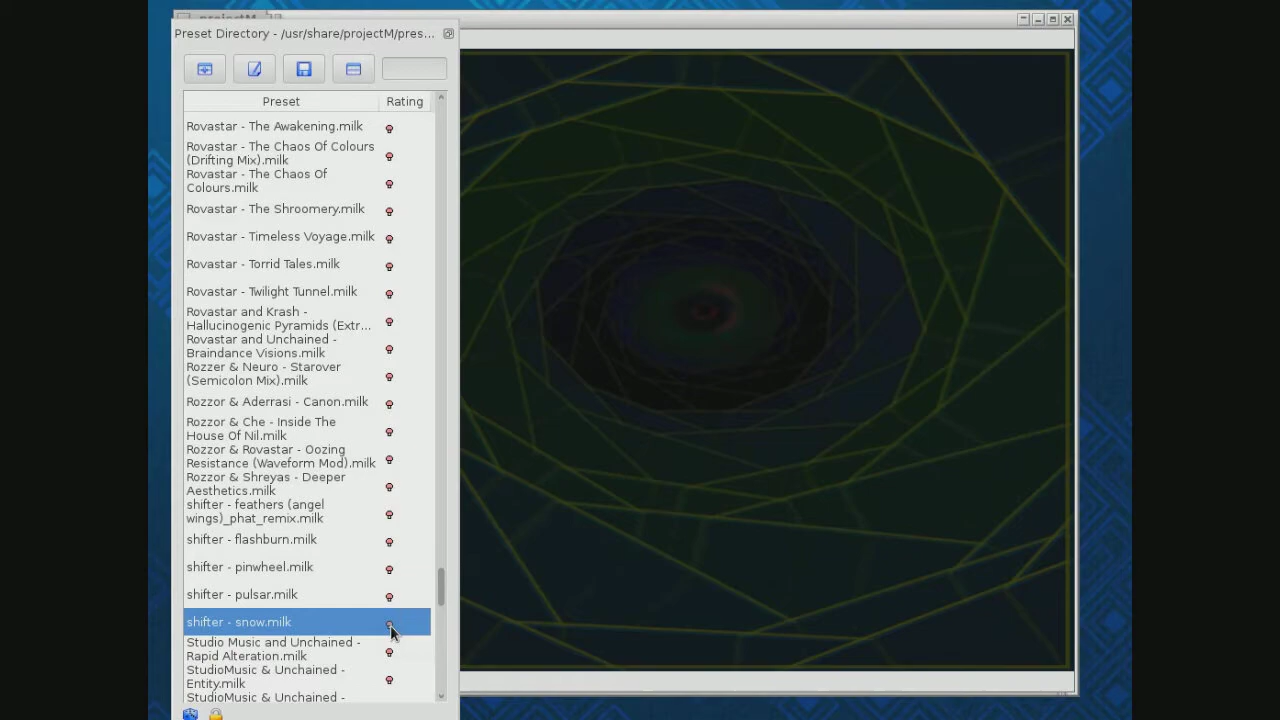 projectM
Preset Directory - /usr/share/projectM/pres...
Preset Rating
Rovastar - The Awakening.milk
Rovastar - The Chaos Of Colours
(Drifting Mix).milk
Rovastar - The Chaos Of
Colours.milk
Rovastar - The Shroomery.milk
Rovastar - Timeless Voyage.milk
Rovastar - Torrid Tales.milk
Rovastar - Twilight Tunnel.milk
Rovastar and Krash -
Hallucinogenic Pyramids (Extr...
Rovastar and Unchained -
Braindance Visions.milk
Rozzer & Neuro - Starover
(Semicolon Mix).milk
Rozzor & Aderrasi - Canon.milk
Rozzor & Che - Inside The
House Of Nil.milk
Rozzor & Rovastar - Oozing
Resistance (Waveform Mod).milk
Rozzor & Shreyas - Deeper
Aesthetics.milk
shifter - feathers (angel
wings)_phat_remix.milk
shifter - flashburn.milk
shifter - pinwheel.milk
shifter - pulsar.milk
shifter - snow.milk
Studio Music and Unchained -
Rapid Alteration.milk
StudioMusic & Unchained -
Entity.milk
StudioMusic & Unchained -